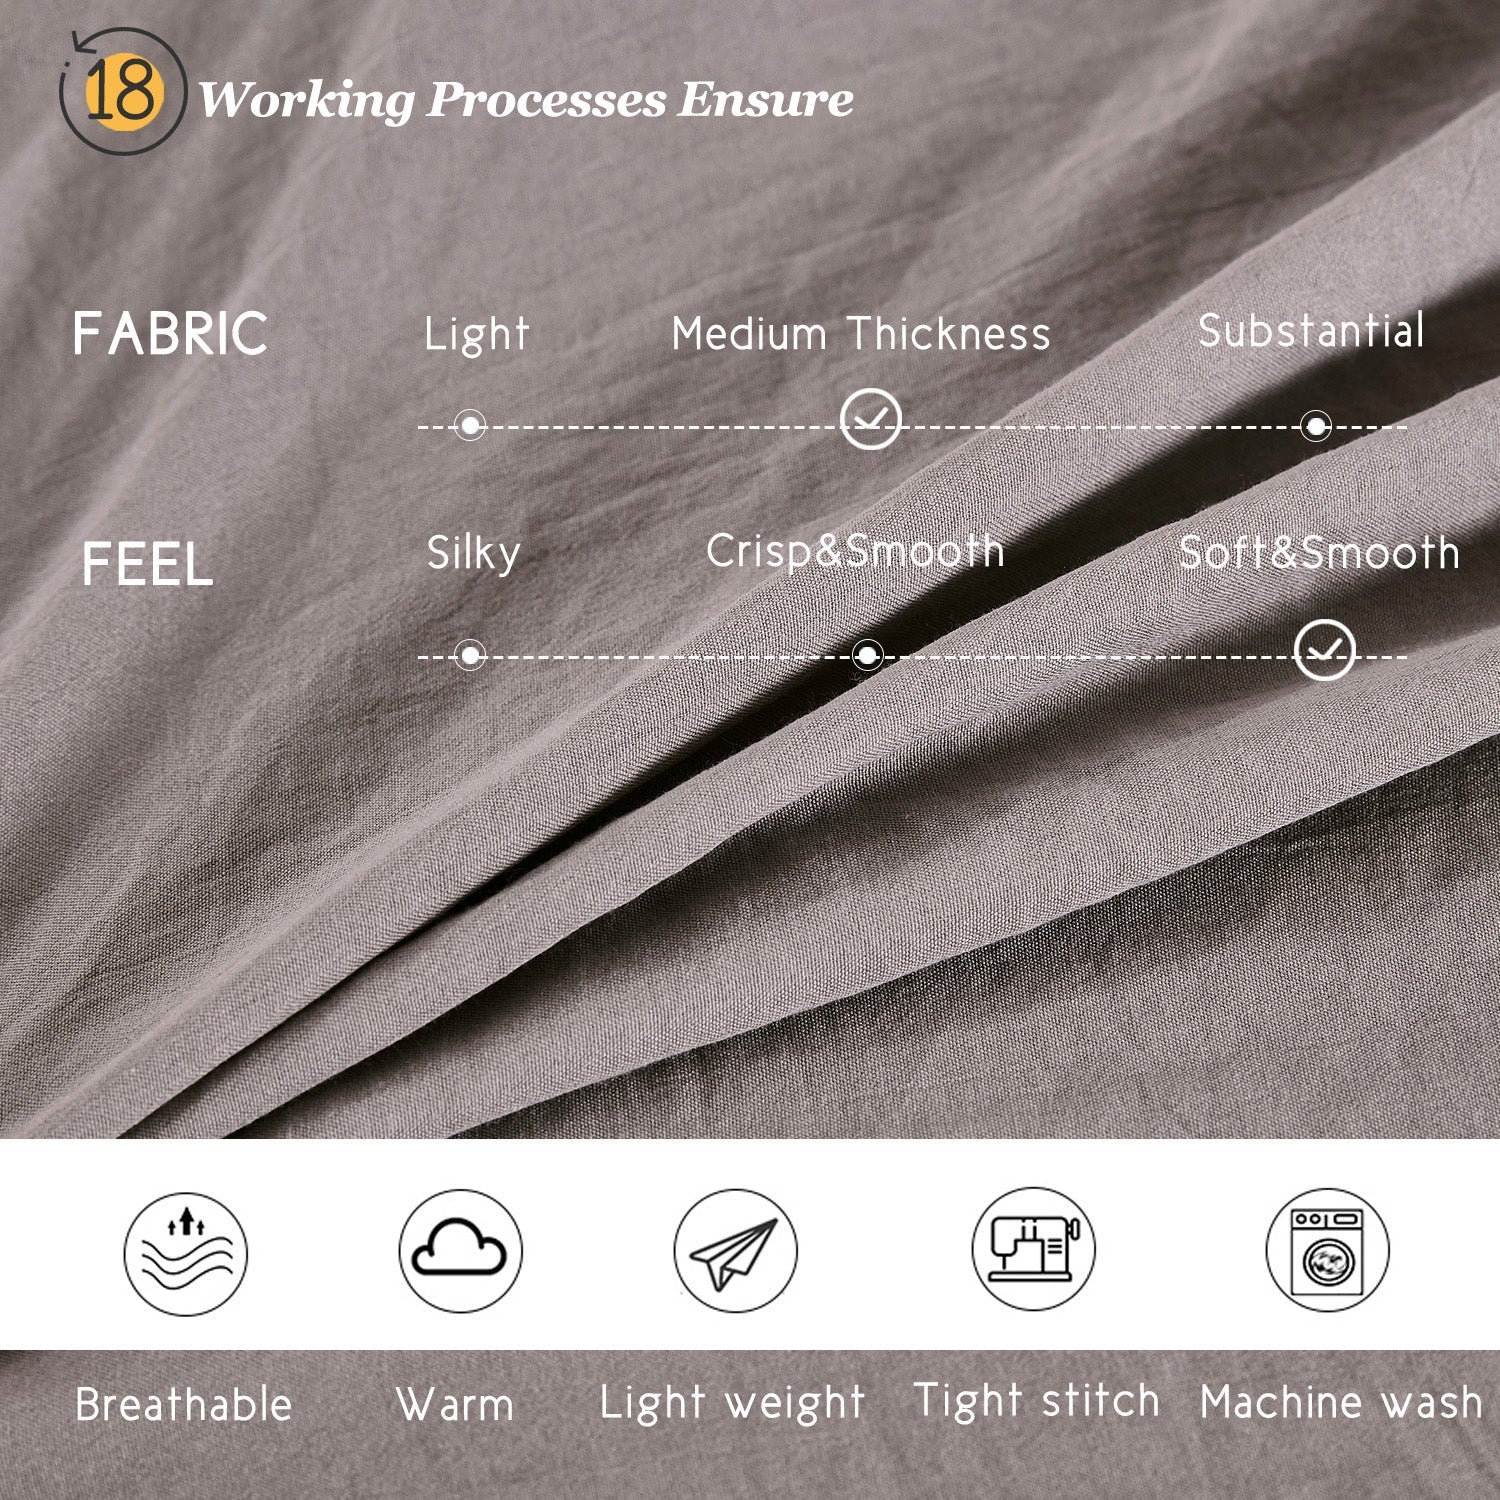 18 Working Processes Ensure
FABRIC
Light
Medium Thickness
Substantial
FEEL
Silky
Crisp&Smooth
Soft&Smooth
Breathable
Warm
Light weight
Tight stitch
Machine wash